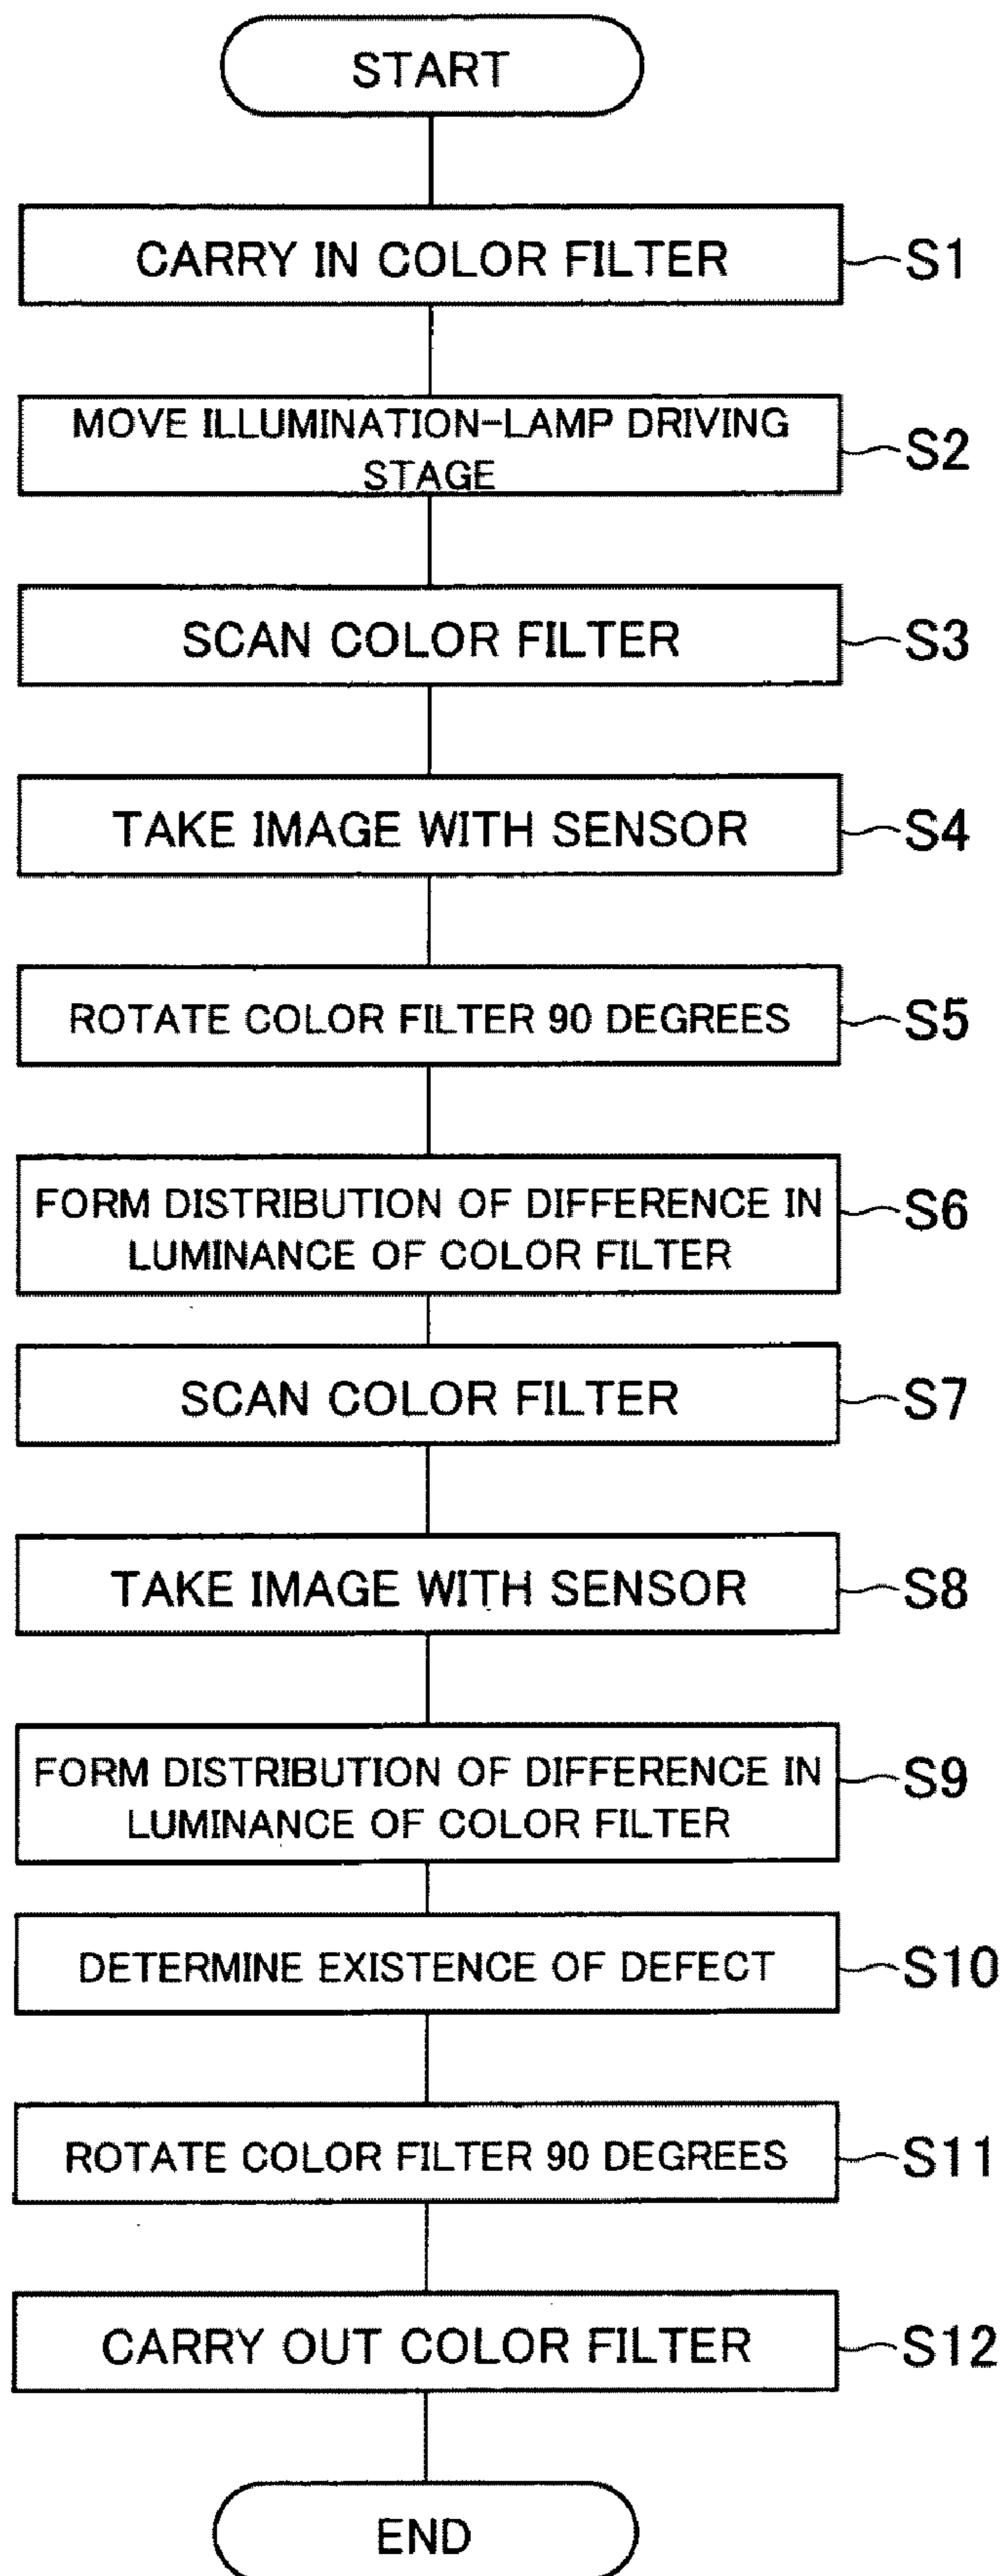 START
CARRY IN COLOR FILTER
S1
MOVE ILLUMINATION-LAMP DRIVING
STAGE
S2
SCAN COLOR FILTER
S3
TAKE IMAGE WITH SENSOR
S4
ROTATE COLOR FILTER 90 DEGREES
S5
FORM DISTRIBUTION OF DIFFERENCE IN
LUMINANCE OF COLOR FILTER
S6
SCAN COLOR FILTER
S7
TAKE IMAGE WITH SENSOR
S8
FORM DISTRIBUTION OF DIFFERENCE IN
LUMINANCE OF COLOR FILTER
S9
DETERMINE EXISTENCE OF DEFECT
S10
ROTATE COLOR FILTER 90 DEGREES
S11
CARRY OUT COLOR FILTER
S12
END